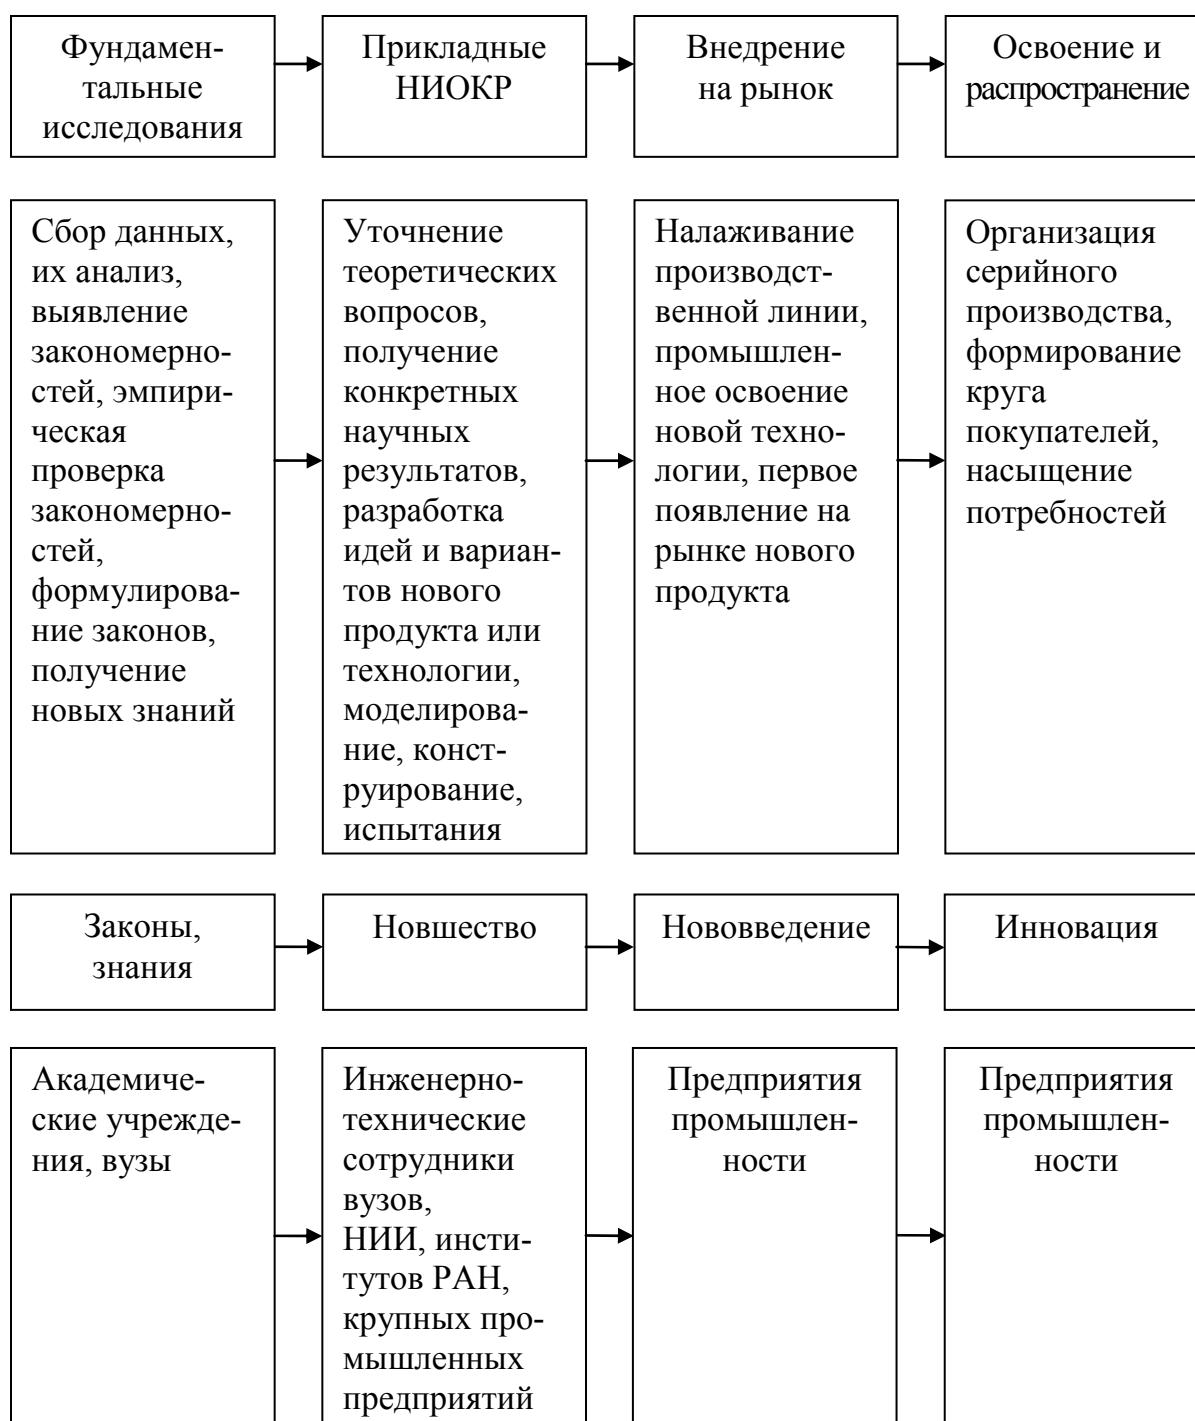 Фундамен-
тальные
исследования
Прикладные
НИОКР
Внедрение
на рынок
Освоение и
распространение
Сбор данных,
их анализ,
выявление
закономерно-
стей, эмпири-
ческая
проверка
закономерно-
стей,
формулирова-
ние законов,
получение
новых знаний
Уточнение
теоретических
вопросов,
получение
конкретных
научных
результатов,
разработка
идей и вариан-
тов нового
продукта или
технологии,
моделирова-
ние, конст-
руирование,
испытания
Налаживание
производст-
венной линии,
промышлен-
ное освоение
новой техно-
логии, первое
появление на
рынке нового
продукта
Организация
серийного
производства,
формирование
круга
покупателей,
насыщение
потребностей
Законы,
знания
Новшество
Нововведение
Инновация
Академиче-
ские учрежде-
ния, вузы
Инженерно-
технические
сотрудники
вузов,
НИИ, инсти-
тутов РАН,
крупных про-
мышленных
предприятий
Предприятия
промышлен-
ности
Предприятия
промышлен-
ности